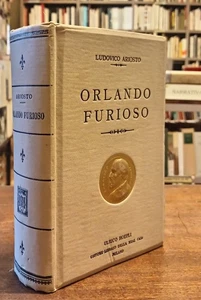 LUDOVICO ARIOSTO
ORLANDO
FURIOSO
ULRICO HOEPLI
EDITORE LIBRAIO DELLA REAL CASA
MILANO
ARIOSTO
ORLANDO
FURIOSO